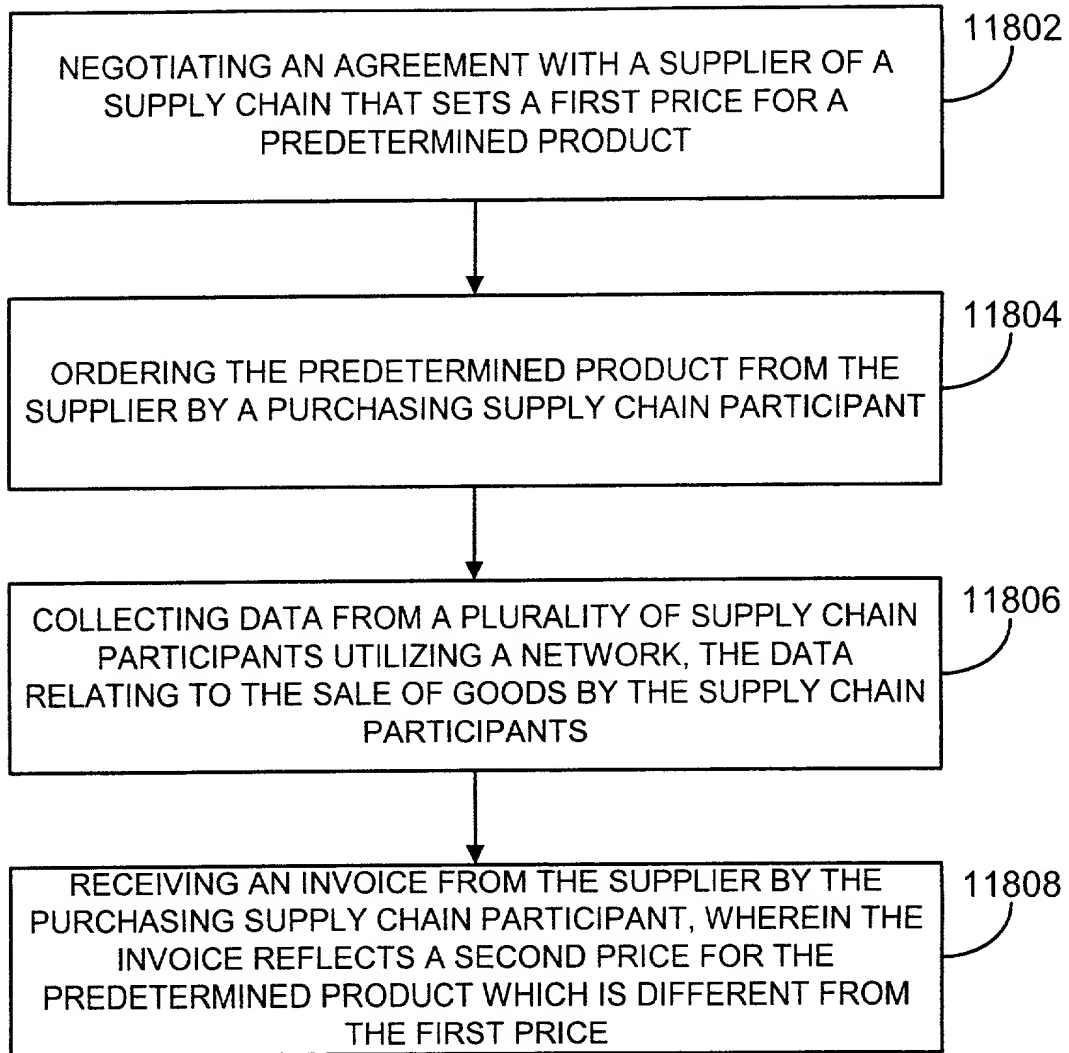 11802
NEGOTIATING AN AGREEMENT WITH A SUPPLIER OF A
SUPPLY CHAIN THAT SETS A FIRST PRICE FOR A
PREDETERMINED PRODUCT
11804
ORDERING THE PREDETERMINED PRODUCT FROM THE
SUPPLIER BY A PURCHASING SUPPLY CHAIN PARTICIPANT
11806
COLLECTING DATA FROM A PLURALITY OF SUPPLY CHAIN
PARTICIPANTS UTILIZING A NETWORK, THE DATA
RELATING TO THE SALE OF GOODS BY THE SUPPLY CHAIN
PARTICIPANTS
11808
RECEIVING AN INVOICE FROM THE SUPPLIER BY THE
PURCHASING SUPPLY CHAIN PARTICIPANT, WHEREIN THE
INVOICE REFLECTS A SECOND PRICE FOR THE
PREDETERMINED PRODUCT WHICH IS DIFFERENT FROM
THE FIRST PRICE